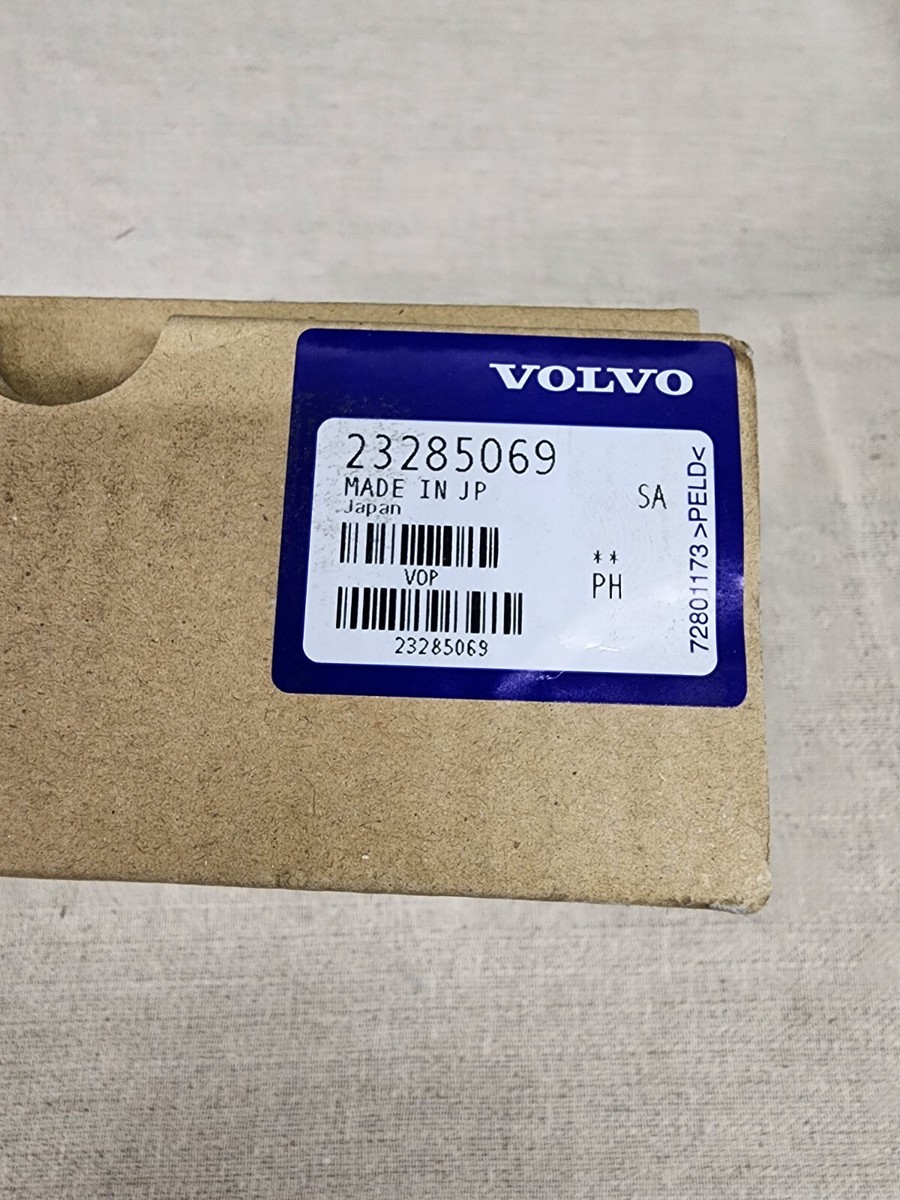 VOLVO
23285069
MADE IN JP
Japan
SA
VOP
**
PH
23285069
72801173 >PELD<